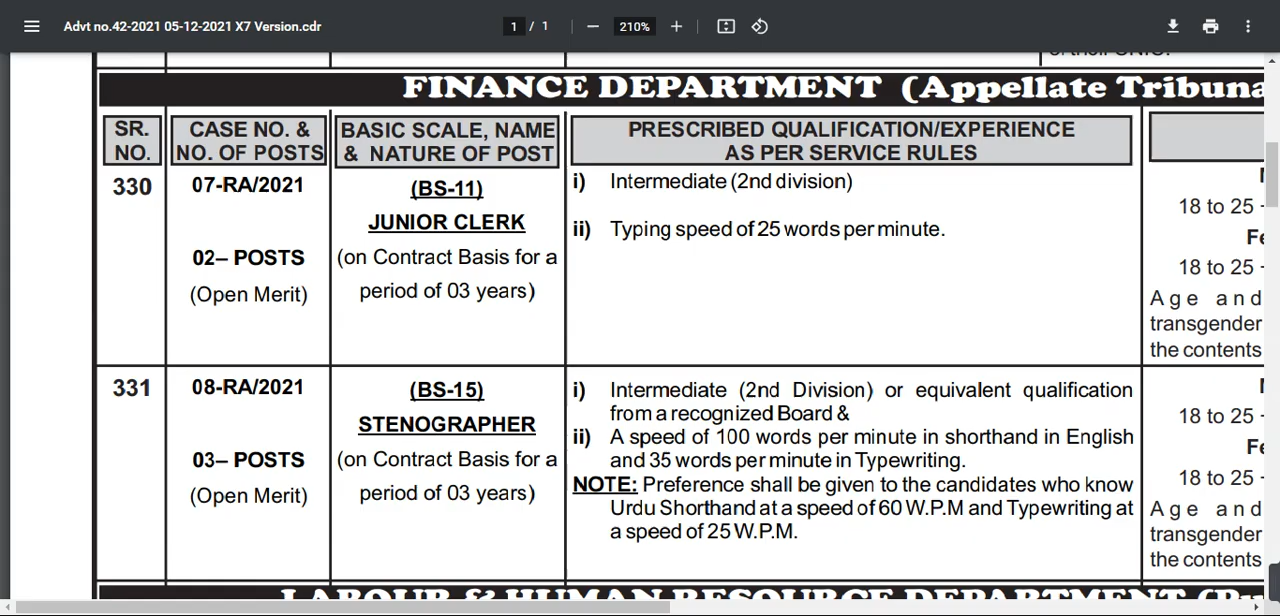 Advt no.42-2021 05-12-2021 X7 Version.cdr
1 / 1
210%
FINANCE DEPARTMENT (Appellate Tribuna
SR. NO.
CASE NO. & NO. OF POSTS
BASIC SCALE, NAME & NATURE OF POST
PRESCRIBED QUALIFICATION/EXPERIENCE
AS PER SERVICE RULES
330
07-RA/2021
02– POSTS
(Open Merit)
(BS-11)
JUNIOR CLERK
(on Contract Basis for a
period of 03 years)
i) Intermediate (2nd division)
ii) Typing speed of 25 words per minute.
18 to 25 -
Fe
18 to 25 -
Age and
transgender
the contents
331
08-RA/2021
03– POSTS
(Open Merit)
(BS-15)
STENOGRAPHER
(on Contract Basis for a
period of 03 years)
i) Intermediate (2nd Division) or equivalent qualification
from a recognized Board &
ii) A speed of 100 words per minute in shorthand in English
and 35 words per minute in Typewriting.
NOTE: Preference shall be given to the candidates who know
Urdu Shorthand at a speed of 60 W.P.M and Typewriting at
a speed of 25 W.P.M.
18 to 25 -
Fe
18 to 25 -
Age and
transgender
the contents
LABOUR & HUMAN RESOURCE DEPARTMENT (Pu